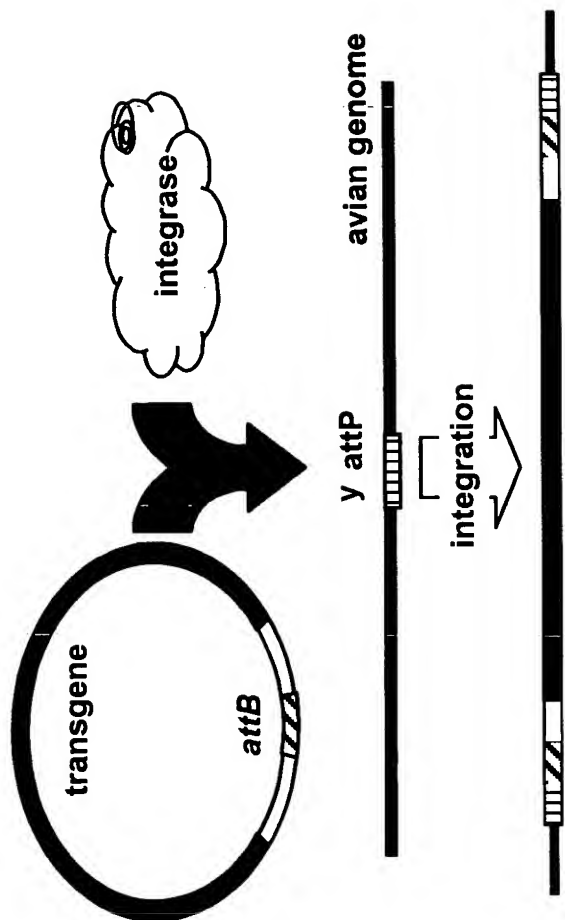 transgene
attB
integrase
y attP
avian genome
integration